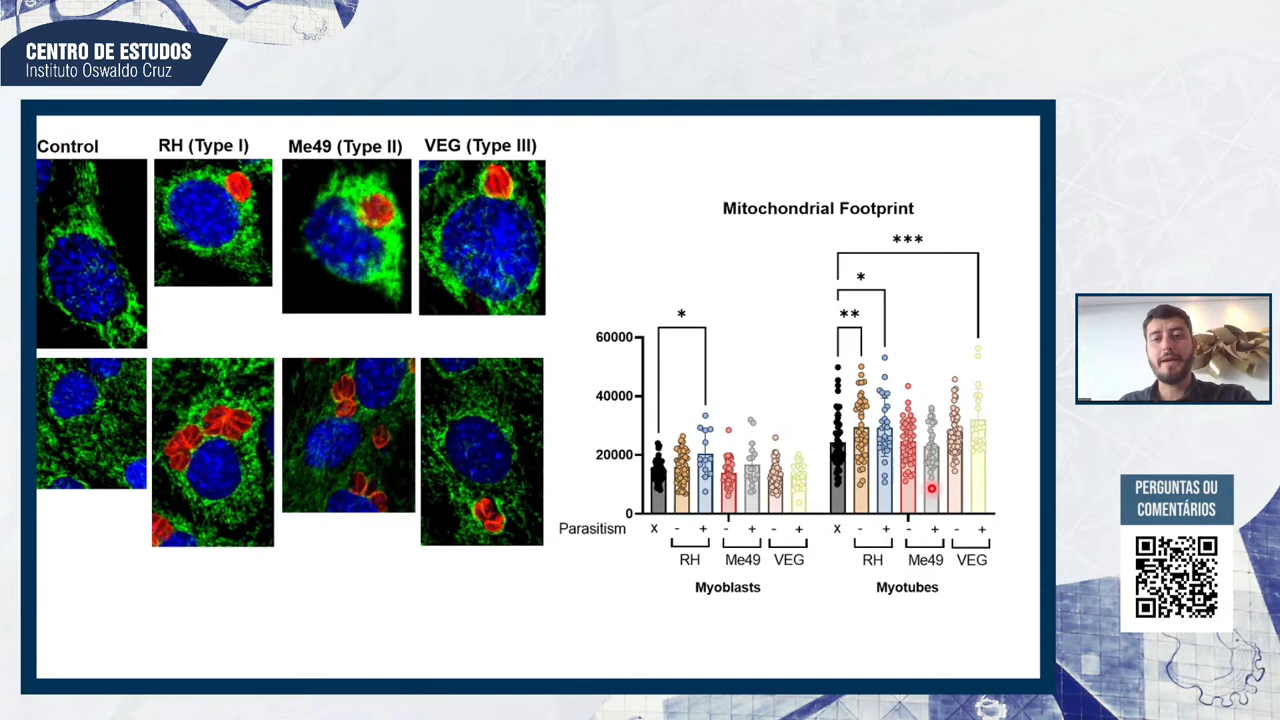 CENTRO DE ESTUDOS
Instituto Oswaldo Cruz
Control
RH (Type I)
Me49 (Type II)
VEG (Type III)
Mitochondrial Footprint
***
*
*
**
60000
40000
20000
0
Parasitism X - + - + - + X - + - + - +
RH Me49 VEG RH Me49 VEG
Myoblasts Myotubes
PERGUNTAS OU
COMENTÁRIOS